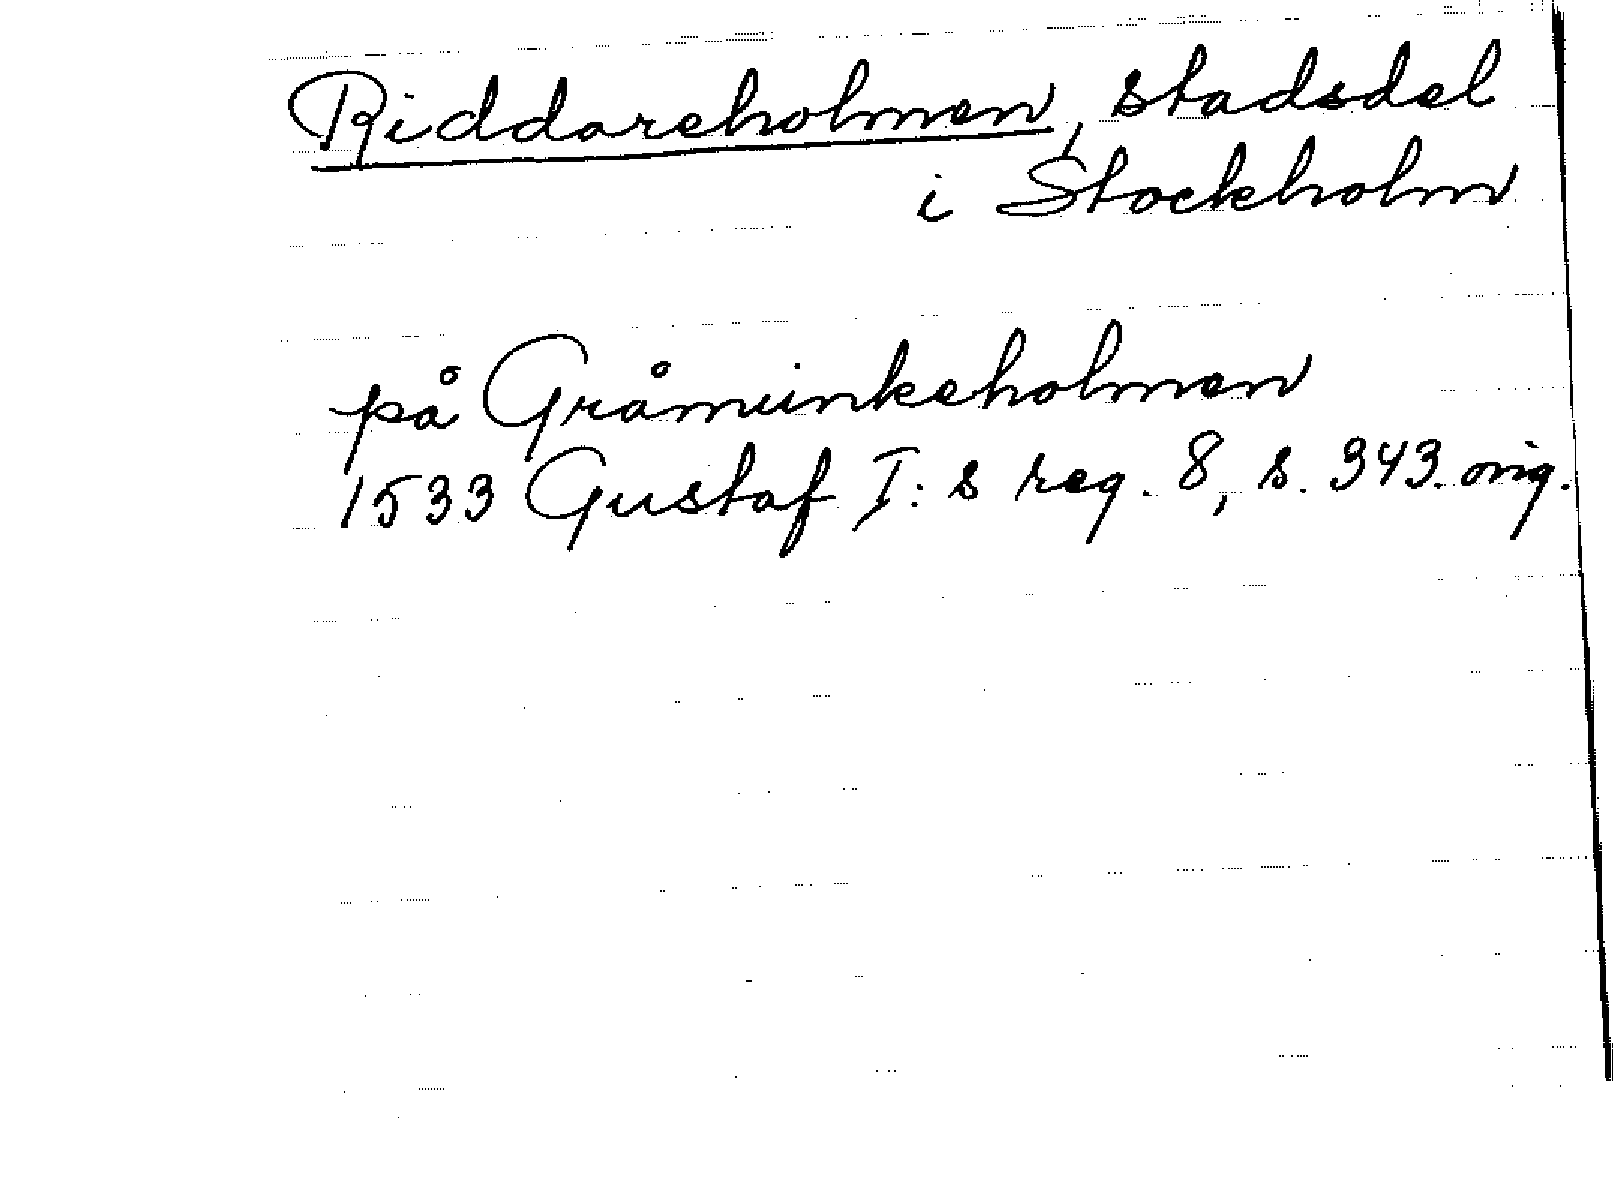 Riddareholmen, stadsdel
i Stockholm
på Gråmunkeholmen
1533 Gustaf I:s reg. 8, s. 343. orig.